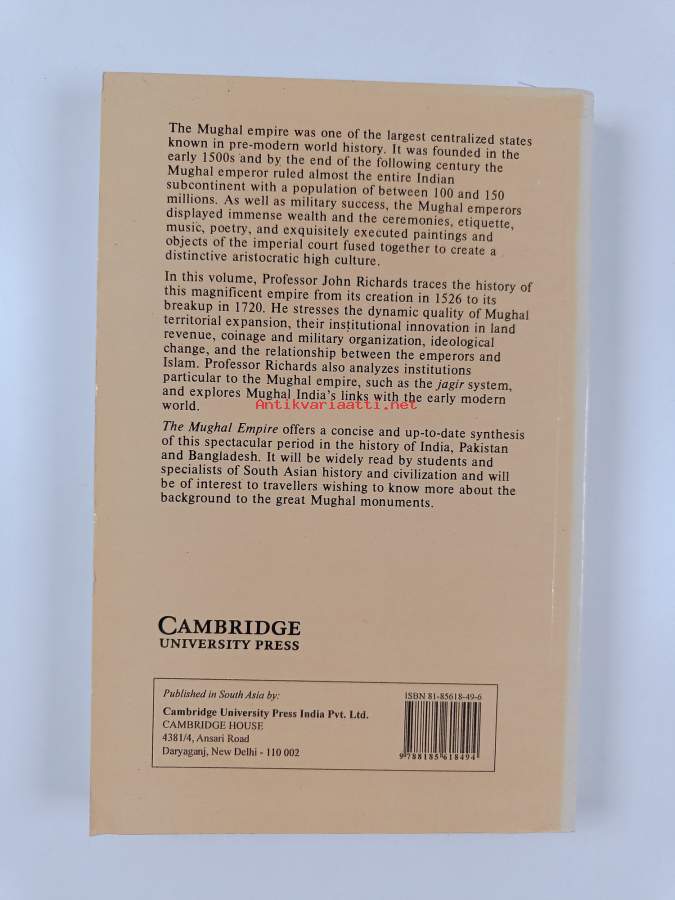 The Mughal empire was one of the largest centralized states
known in pre-modern world history. It was founded in the
early 1500s and by the end of the following century the
Mughal emperor ruled almost the entire Indian
subcontinent with a population of between 100 and 150
millions. As well as military success, the Mughal emperors
displayed immense wealth and the ceremonies, etiquette,
music, poetry, and exquisitely executed paintings and
objects of the imperial court fused together to create a
distinctive aristocratic high culture.
In this volume, Professor John Richards traces the history of
this magnificent empire from its creation in 1526 to its
breakup in 1720. He stresses the dynamic quality of Mughal
territorial expansion, their institutional innovation in land
revenue, coinage and military organization, ideological
change, and the relationship between the emperors and
Islam. Professor Richards also analyzes institutions
particular to the Mughal empire, such as the jagir system,
and explores Mughal India's links with the early modern
world.
Antikvariaatti.net
The Mughal Empire offers a concise and up-to-date synthesis
of this spectacular period in the history of India, Pakistan
and Bangladesh. It will be widely read by students and
specialists of South Asian history and civilization and will
be of interest to travellers wishing to know more about the
background to the great Mughal monuments.
CAMBRIDGE
UNIVERSITY PRESS
Published in South Asia by:
Cambridge University Press India Pvt. Ltd.
CAMBRIDGE HOUSE
4381/4, Ansari Road
Daryaganj, New Delhi - 110 002
ISBN 81-85618-49-6
9 788185 618494